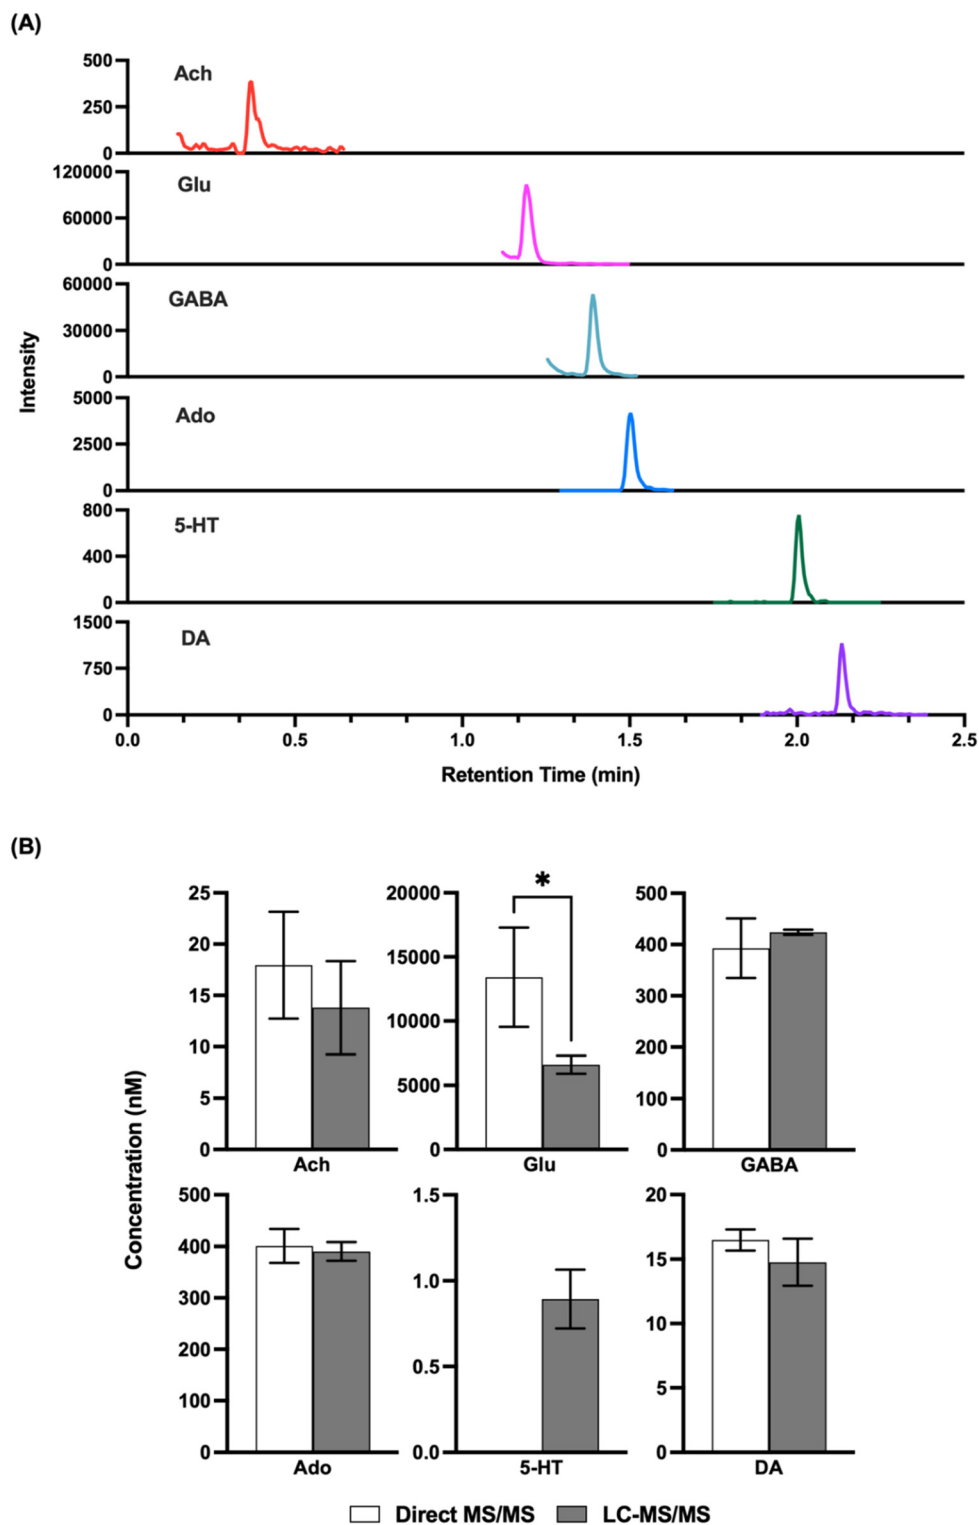 (A)
500
250
0
Ach
120000
60000
0
Glu
60000
30000
0
GABA
Intensity
5000
2500
0
Ado
800
400
0
5-HT
1500
750
0
DA
0.0 0.5 1.0 1.5 2.0 2.5
Retention Time (min)
(B)
Concentration (nM)
25
20
15
10
5
0
Ach
20000
15000
10000
5000
0
*
Glu
500
400
300
200
100
0
GABA
500
400
300
200
100
0
Ado
1.5
1.0
0.5
0.0
5-HT
20
15
10
5
0
DA
Direct MS/MS LC-MS/MS